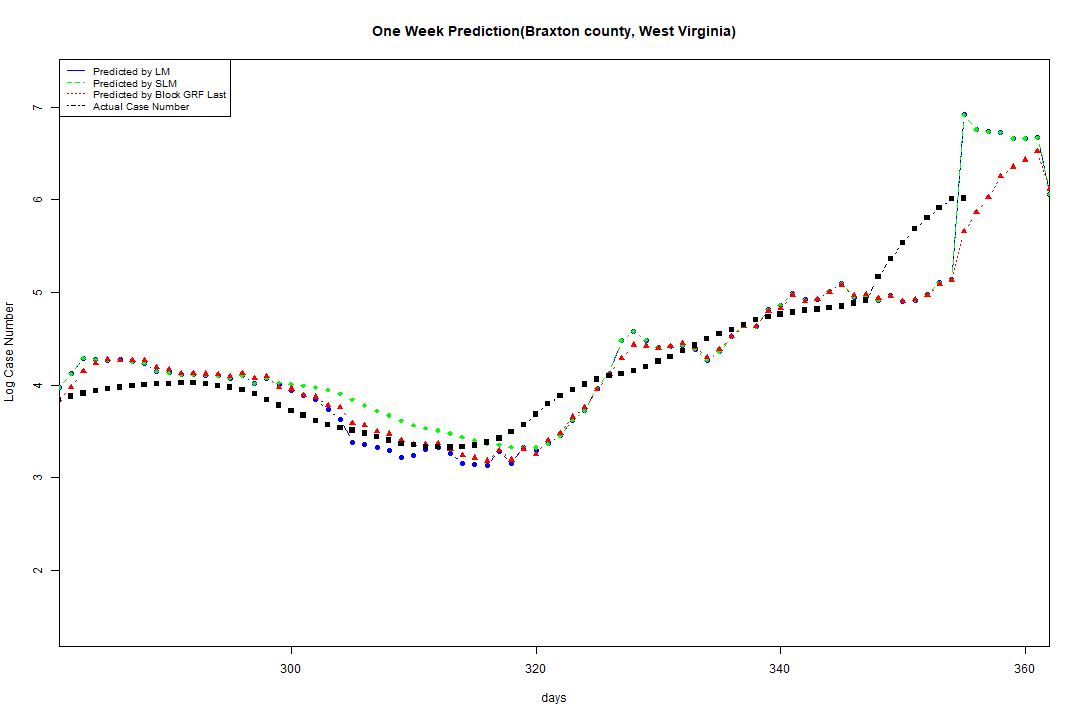 One Week Prediction(Braxton county, West Virginia)
Predicted by LM
Predicted by SLM
Predicted by Block GRF Last
Actual Case Number
7
6
5
4
3
2
Log Case Number
300 320 340 360
days